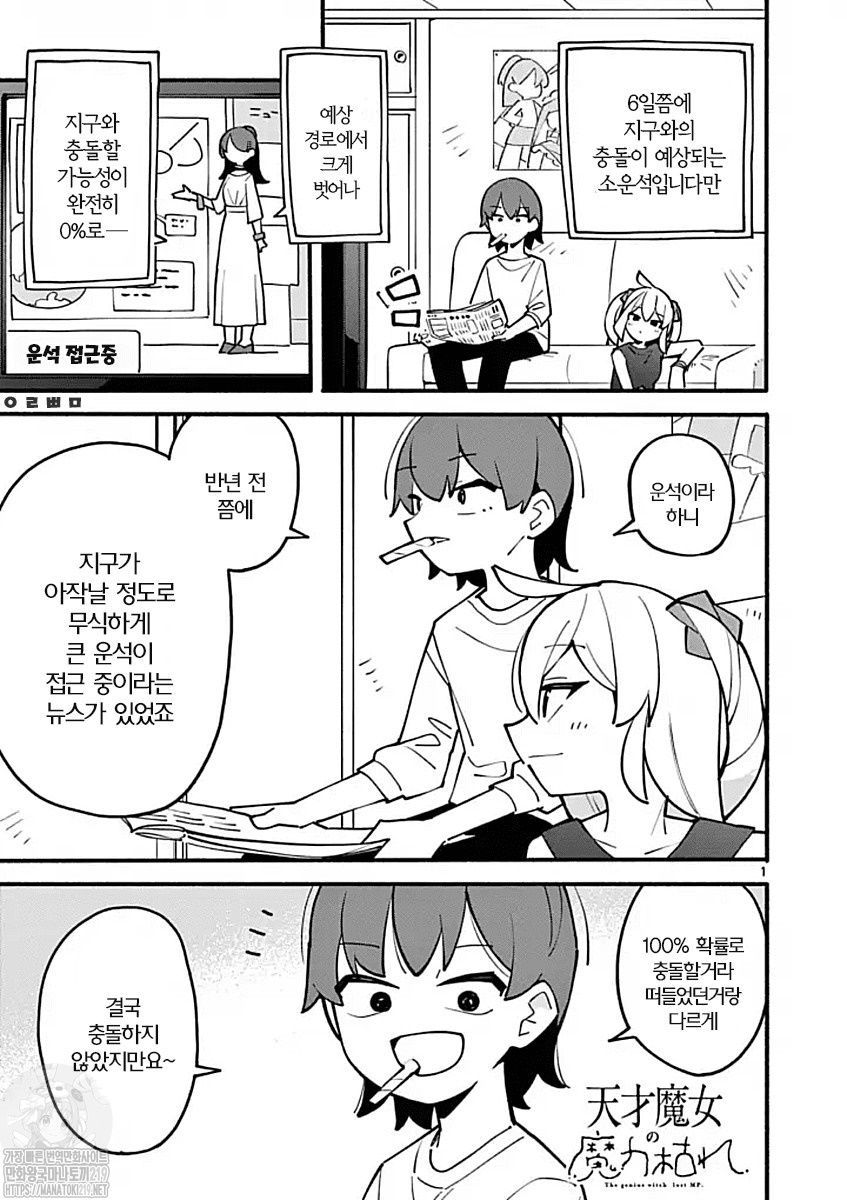 6일쯤에
지구와의
충돌이 예상되는
소운석입니다만
예상
경로에서
크게
벗어나
지구와
충돌할
가능성이
완전히
0%로―
운석 접근중
운석이라
하니
반년 전
쯤에
지구가
아작날 정도로
무식하게
큰 운석이
접근 중이라는
뉴스가 있었죠
1
100% 확률로
충돌할거라
떠들었던거랑
다르게
결국
충돌하지
않았지만요~
天才魔女
の
魔力枯れ.
The genius witch lost MP.
가장 빠른 번역만화사이트
만화왕국마나토끼219
HTTPS://MANATOKI219.NET